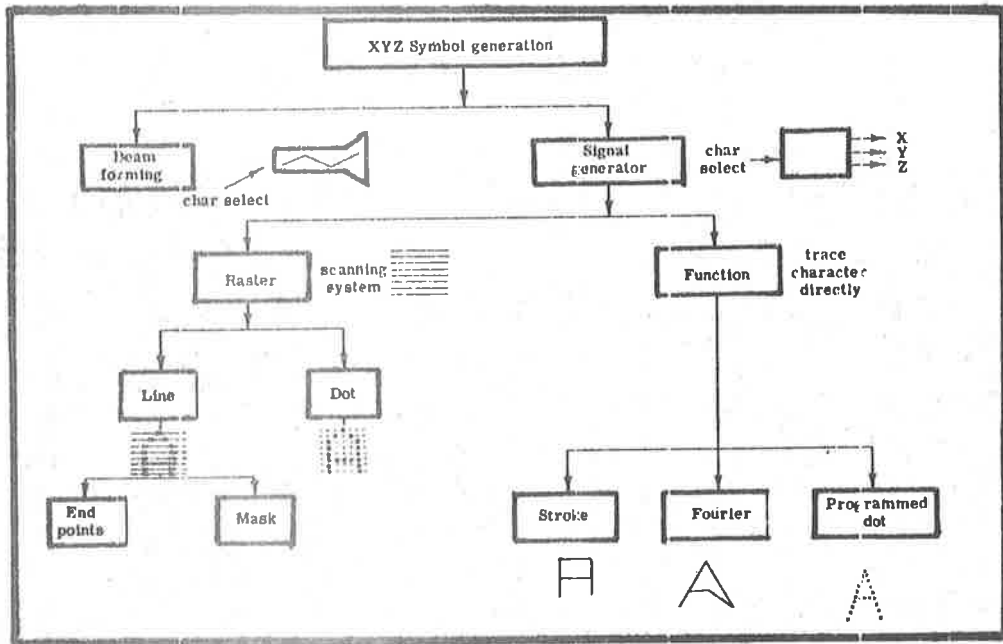 XYZ Symbol generation
Beam
forming
char select
Signal
generator
char
select
X
Y
Z
Raster
scanning
system
Function
trace
character
directly
Line
Dot
End
points
Mask
Stroke
Fourier
Programmed
dot